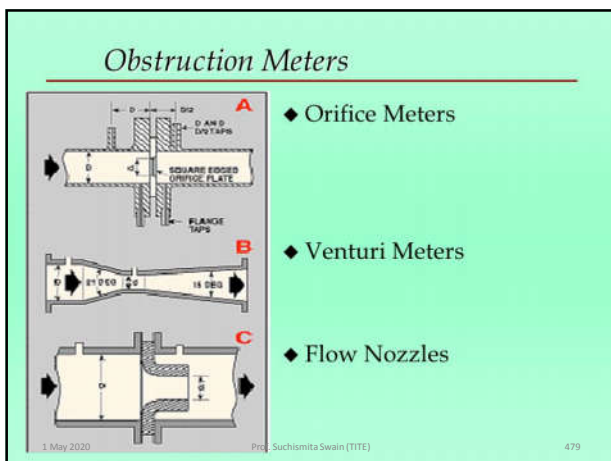 Obstruction Meters
A
D
D/2
D AND D
D/2 TAPS
D
SQUARE EDGED
ORIFICE PLATE
FLANGE
TAPS
◆ Orifice Meters
B
D
21 DEG
15 DEG
◆ Venturi Meters
C
D
◆ Flow Nozzles
1 May 2020
Prof. Suchismita Swain (TITE)
479